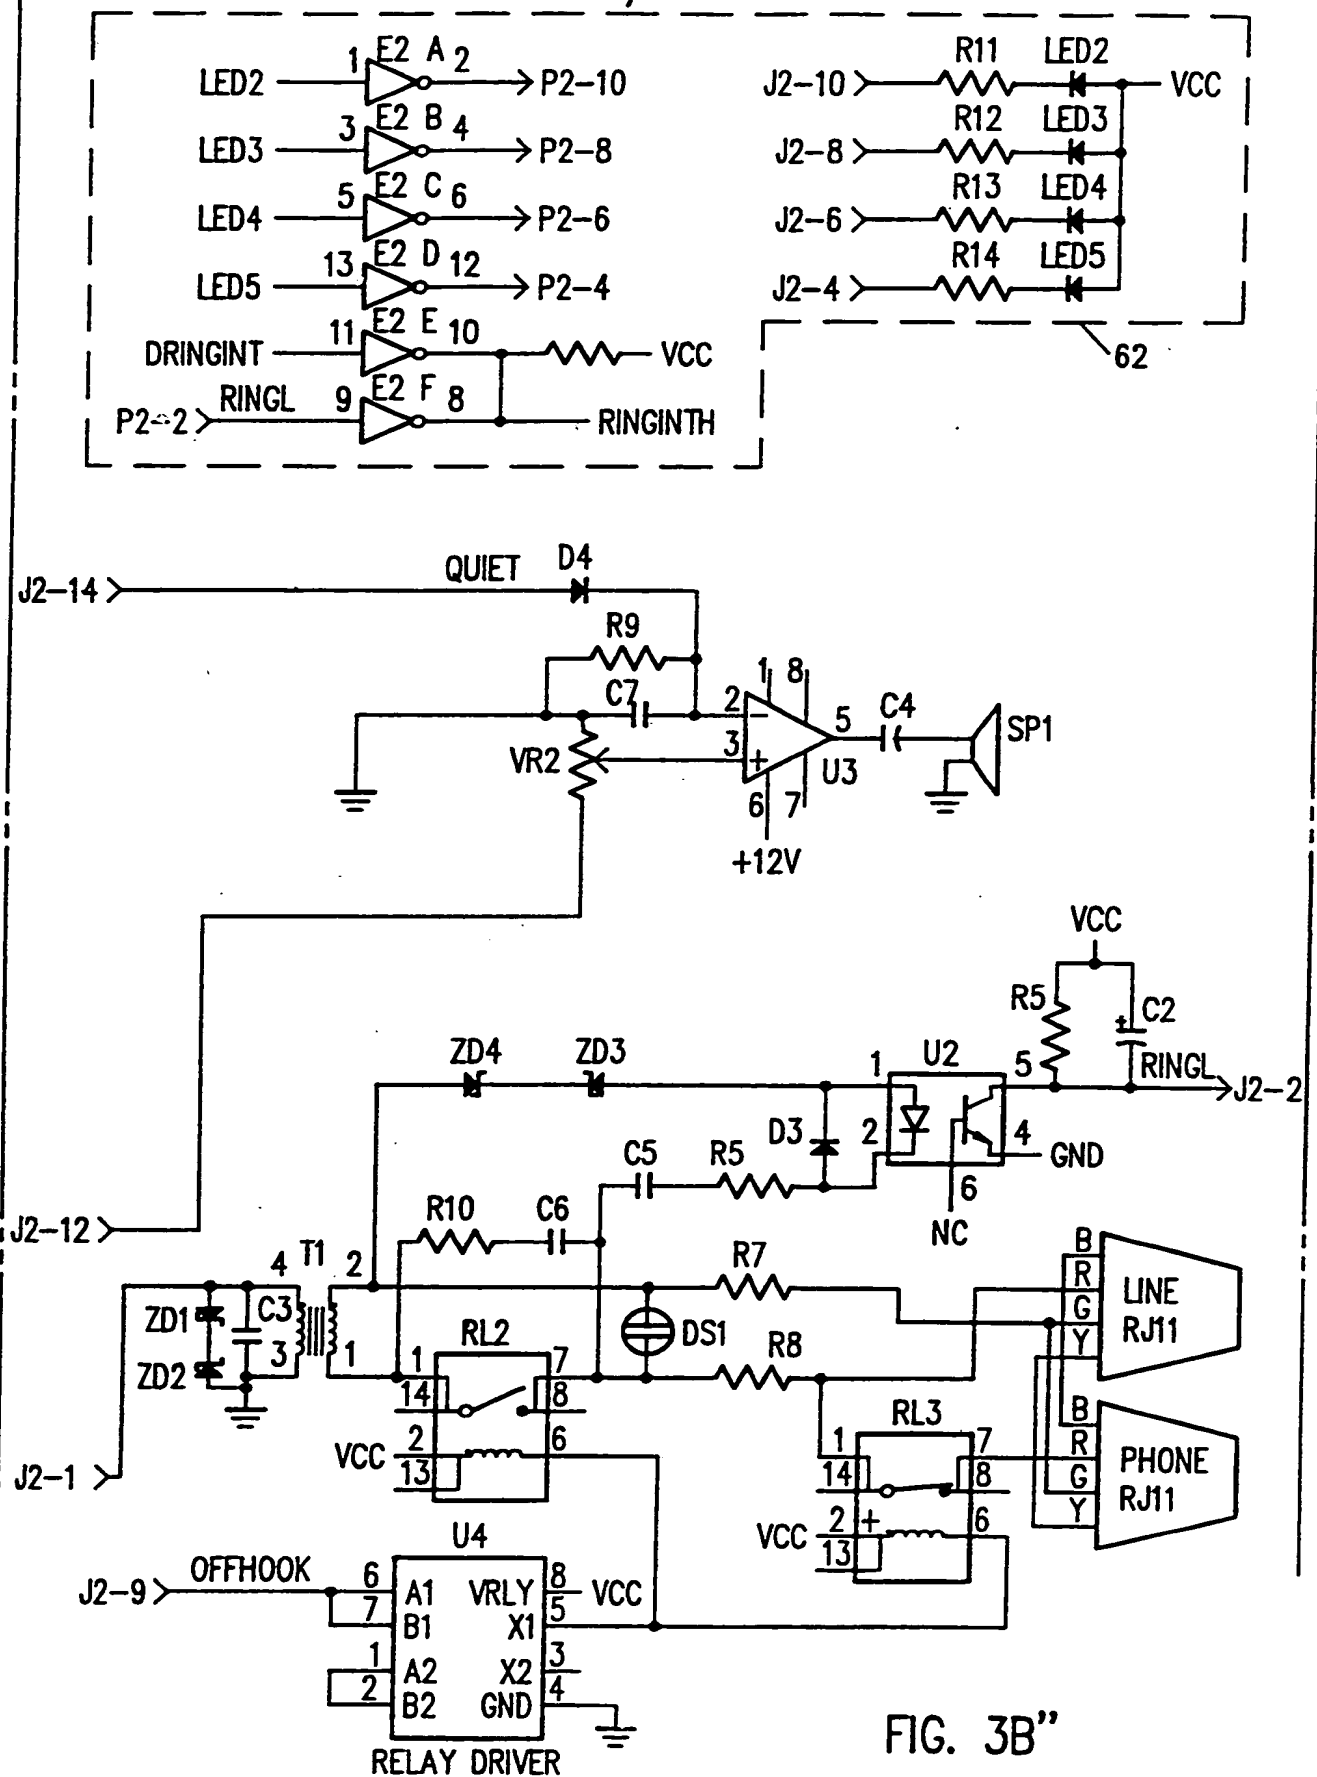 E2 A
1 2
LED2 P2-10
E2 B
3 4
LED3 P2-8
E2 C
5 6
LED4 P2-6
E2 D
13 12
LED5 P2-4
E2 E
11 10
DRINGINT VCC
E2 F
RINGL 9 8
P2-2 RINGINTH
R11 LED2
J2-10 VCC
R12 LED3
J2-8
R13 LED4
J2-6
R14 LED5
J2-4
62
QUIET D4
J2-14
R9
C7
1 8
2 − 5 C4
SP1
VR2 3 +
U3
6 7
+12V
VCC
R5 C2
+
ZD4 ZD3 1 U2 5 RINGL
J2-2
D3 2 4
GND
C5 R5
6
NC
R10 C6
J2-12
4 T1 2
R7
B
R
G
Y
LINE
RJ11
ZD1 C3
RL2 DS1
R8
3 1
ZD2
1 7
14 8
VCC 2 6
13
J2-1
RL3
1 7
14 8
VCC 2 + 6
13
B
R
G
Y
PHONE
RJ11
U4
OFFHOOK
J2-9
6 A1 VRLY 8 VCC
7 B1 X1 5
1 A2 X2 3
2 B2 GND 4
RELAY DRIVER
FIG. 3B”